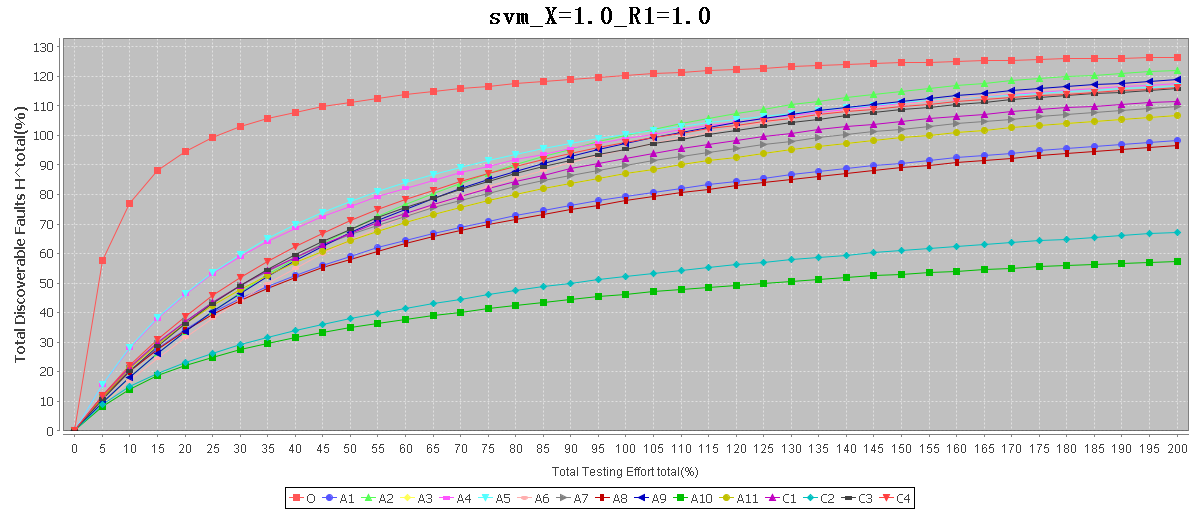 svm_X=1.0_R1=1.0
Total Discoverable Faults H^total(%)
130
120
110
100
90
80
70
60
50
40
30
20
10
0
0 5 10 15 20 25 30 35 40 45 50 55 60 65 70 75 80 85 90 95 100 105 110 115 120 125 130 135 140 145 150 155 160 165 170 175 180 185 190 195 200
Total Testing Effort total(%)
O A1 A2 A3 A4 A5 A6 A7 A8 A9 A10 A11 C1 C2 C3 C4